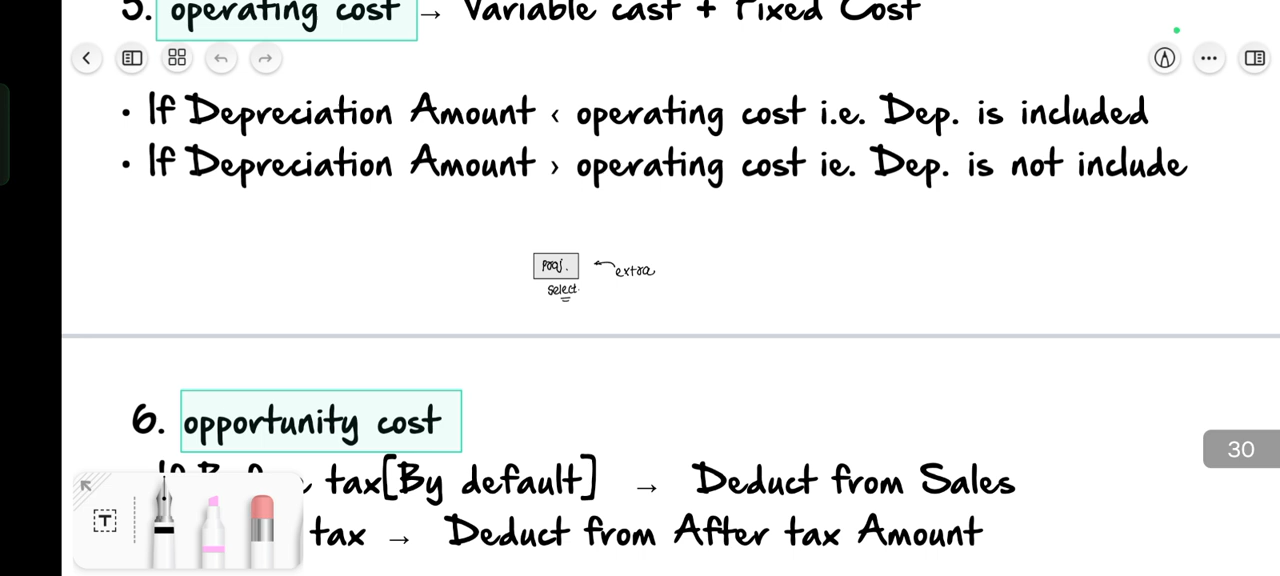 5. operating cost → Variable cast + Fixed Cost
• If Depreciation Amount < operating cost i.e. Dep. is included
• If Depreciation Amount > operating cost ie. Dep. is not include
proj. ← extra
select.
6. opportunity cost
30
tax [By default] → Deduct from Sales
tax → Deduct from After tax Amount
T